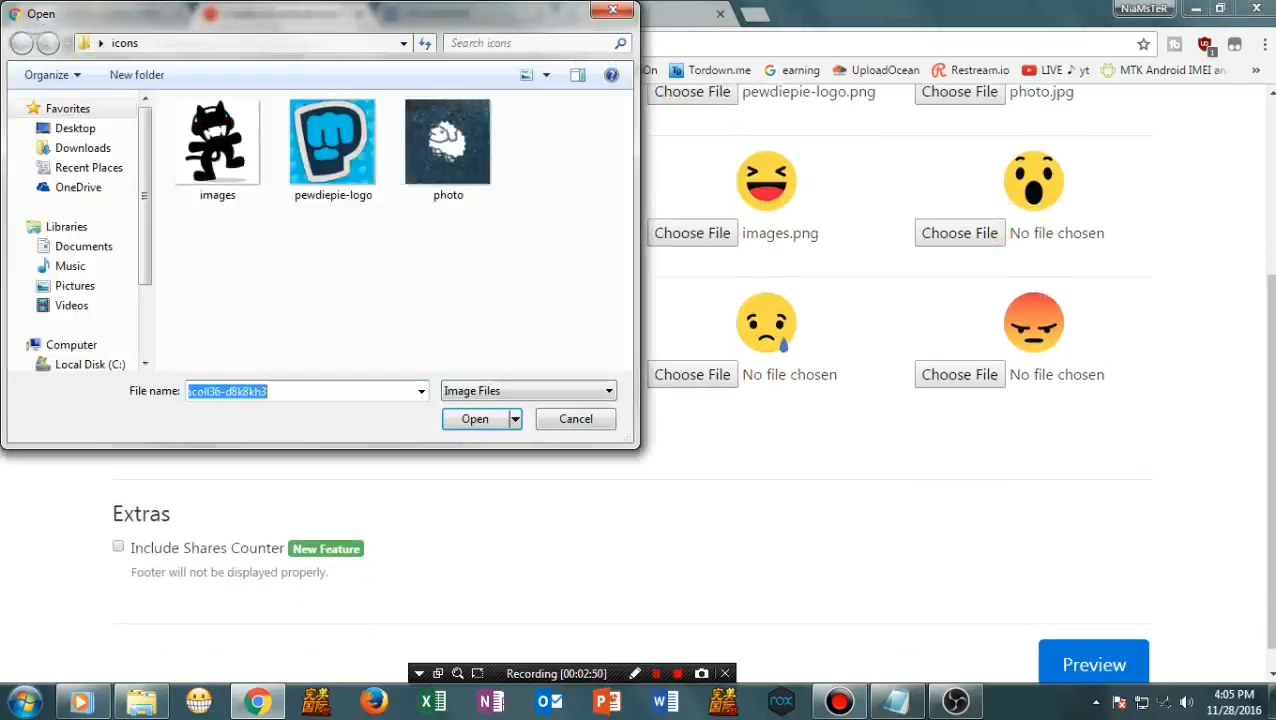 Open
NiaMsTeR
icons
Search icons
Organize
New folder
On
Tordown.me
earning
UploadOcean
Restream.io
LIVE ♪ yt
MTK Android IMEI an
»
Favorites
Desktop
Downloads
Recent Places
OneDrive
Libraries
Documents
Music
Pictures
Videos
Computer
Local Disk (C:)
images
pewdiepie-logo
photo
File name:
Image Files
Open
Cancel
Choose File pewdiepie-logo.png
Choose File photo.jpg
Choose File images.png
Choose File No file chosen
Choose File No file chosen
Choose File No file chosen
Extras
Include Shares Counter New Feature
Footer will not be displayed properly.
Preview
Recording [00:02:50]
4:05 PM
11/28/2016